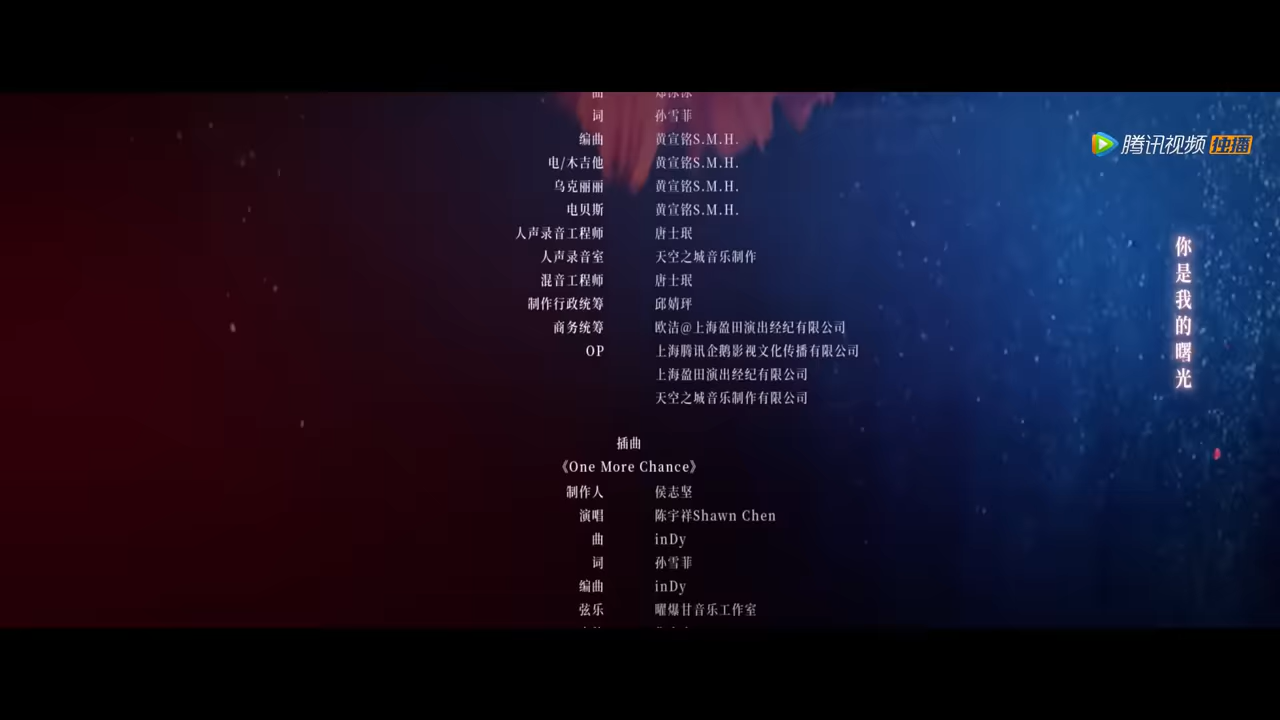 词 孙雪菲
编曲 黄宣铭S.M.H.
电/木吉他 黄宣铭S.M.H.
乌克丽丽 黄宣铭S.M.H.
电贝斯 黄宣铭S.M.H.
人声录音工程师 唐士珉
人声录音室 天空之城音乐制作
混音工程师 唐士珉
制作行政统筹 邱婧玶
商务统筹 欧洁@上海盈田演出经纪有限公司
OP 上海腾讯企鹅影视文化传播有限公司
上海盈田演出经纪有限公司
天空之城音乐制作有限公司
插曲
《One More Chance》
制作人 侯志坚
演唱 陈宇祥Shawn Chen
曲 inDy
词 孙雪菲
编曲 inDy
弦乐 曜爆甘音乐工作室
腾讯视频 独播
你是我的曙光